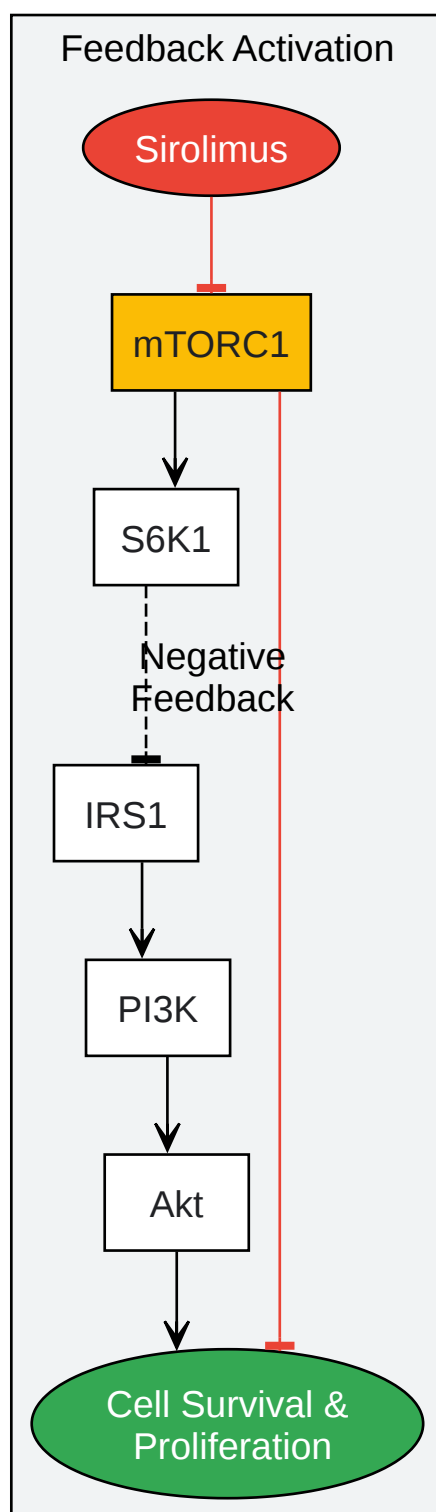 Feedback Activation
Sirolimus
mTORC1
S6K1
Negative
Feedback
IRS1
PI3K
Akt
Cell Survival &
Proliferation